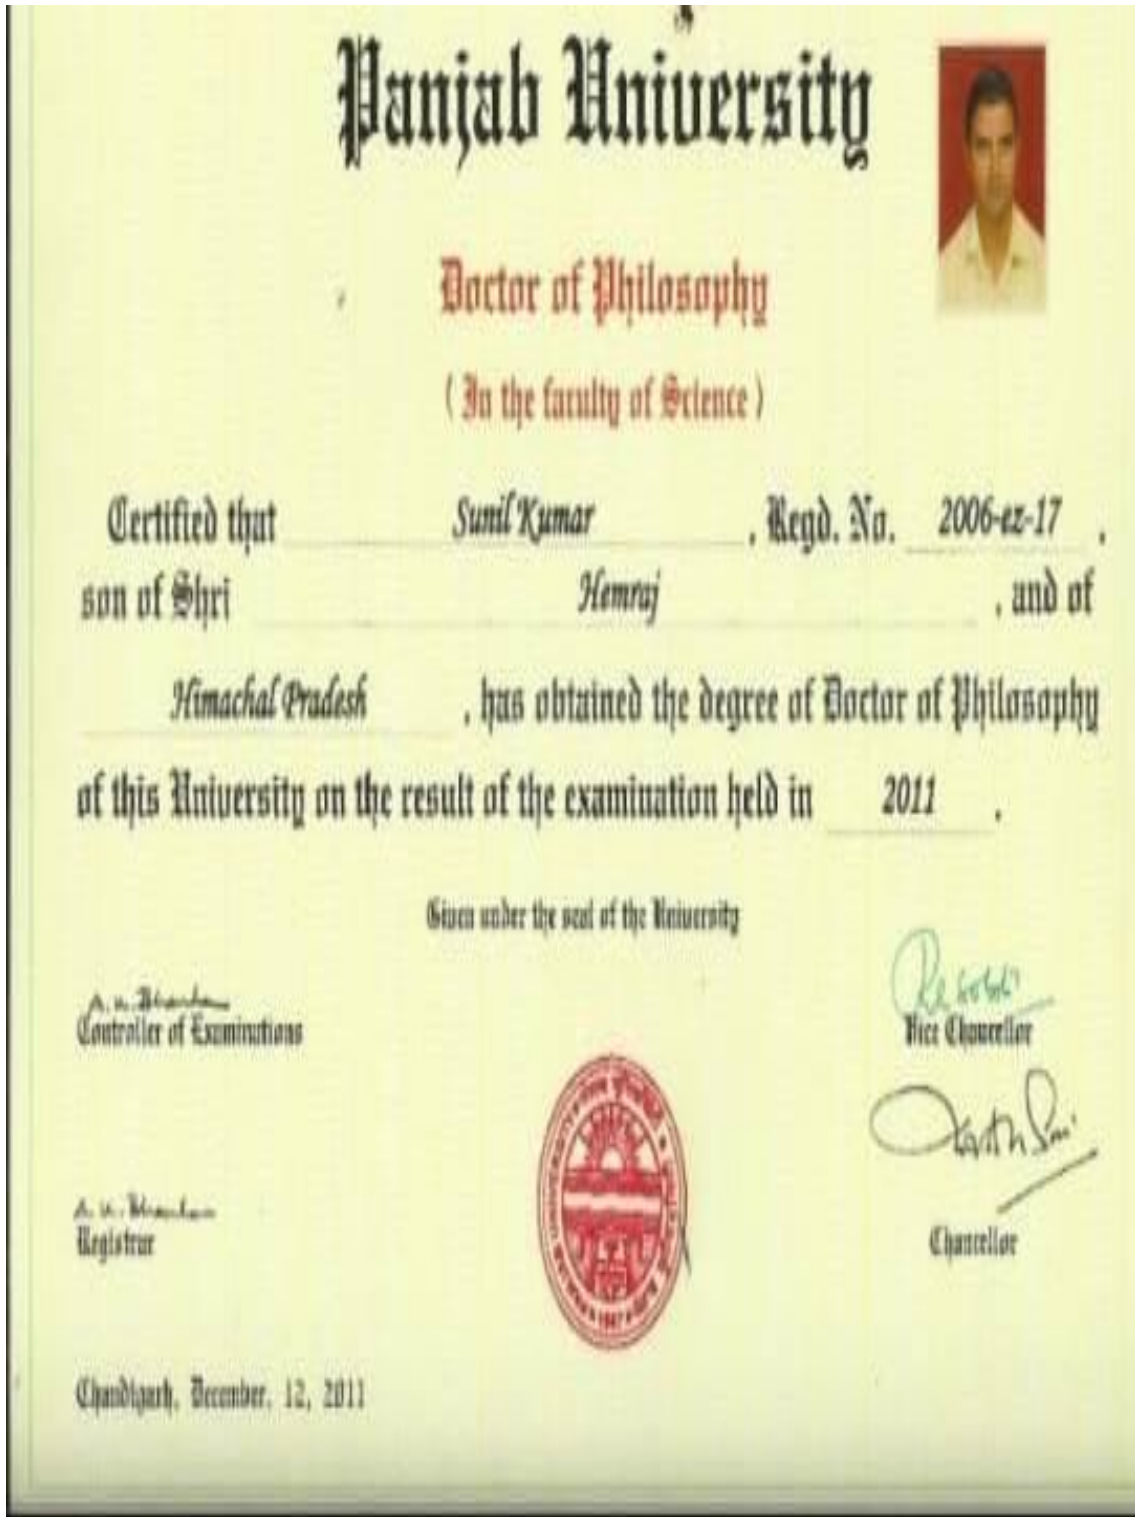 Panjab University
Doctor of Philosophy
( In the faculty of Science )
Certified that Sunil Kumar , Regd. No. 2006-ez-17 ,
son of Shri Hemraj , and of
Himachal Pradesh , has obtained the degree of Doctor of Philosophy
of this University on the result of the examination held in 2011 .
Given under the seal of the University
Controller of Examinations
Vice Chancellor
Registrar
Chancellor
Chandigarh, December, 12, 2011